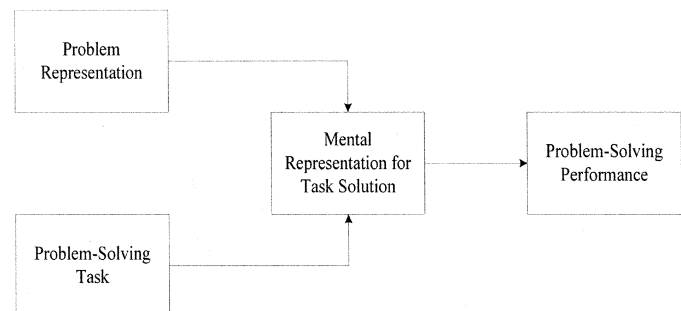 Problem
Representation
Mental
Representation for
Task Solution
Problem-Solving
Performance
Problem-Solving
Task